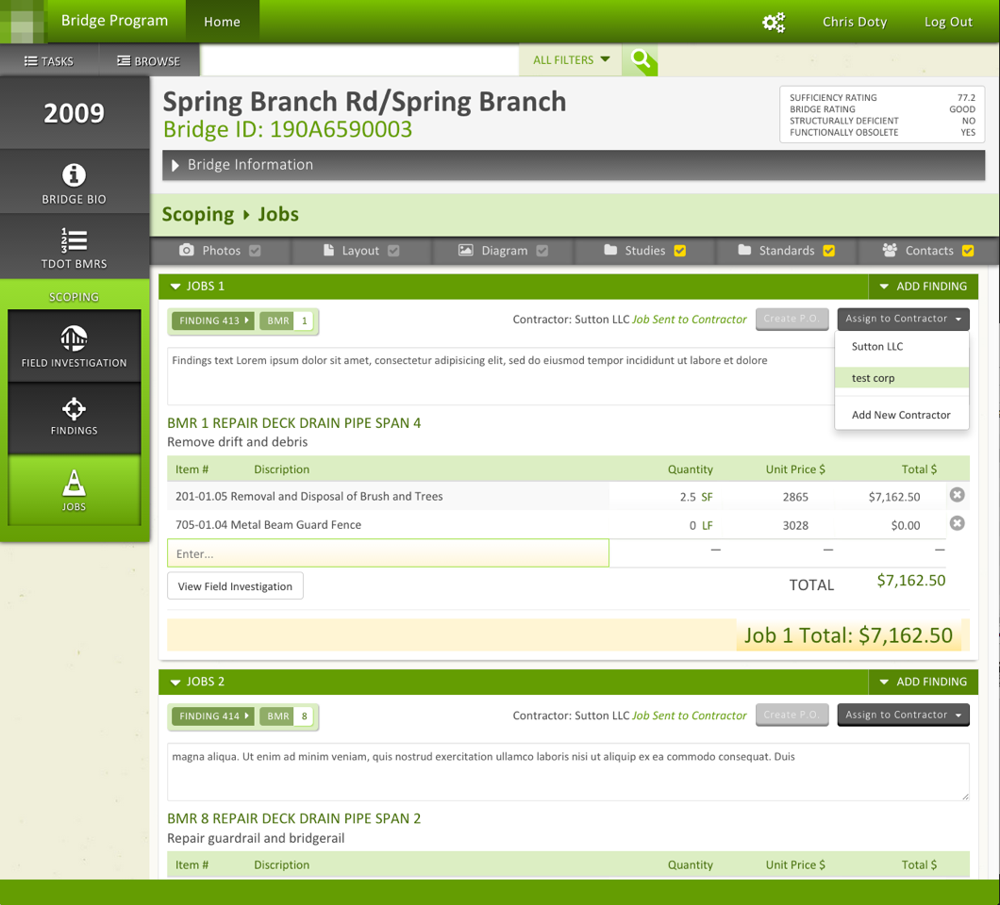 Bridge Program
Home
Chris Doty
Log Out
TASKS
BROWSE
ALL FILTERS
2009
BRIDGE BIO
1
2
3
TDOT BMRS
SCOPING
FIELD INVESTIGATION
FINDINGS
JOBS
Spring Branch Rd/Spring Branch
Bridge ID: 190A6590003
SUFFICIENCY RATING 77.2
BRIDGE RATING GOOD
STRUCTURALLY DEFICIENT NO
FUNCTIONALLY OBSOLETE YES
Bridge Information
Scoping Jobs
Photos
Layout
Diagram
Studies
Standards
Contacts
JOBS 1
ADD FINDING
FINDING 413
BMR 1
Contractor: Sutton LLC Job Sent to Contractor
Create P.O.
Assign to Contractor
Sutton LLC
test corp
Add New Contractor
Findings text Lorem ipsum dolor sit amet, consectetur adipisicing elit, sed do eiusmod tempor incididunt ut labore et dolore
BMR 1 REPAIR DECK DRAIN PIPE SPAN 4
Remove drift and debris
Item # Discription Quantity Unit Price $ Total $
201-01.05 Removal and Disposal of Brush and Trees 2.5 SF 2865 $7,162.50
705-01.04 Metal Beam Guard Fence 0 LF 3028 $0.00
Enter... — — —
View Field Investigation
TOTAL $7,162.50
Job 1 Total: $7,162.50
JOBS 2
ADD FINDING
FINDING 414
BMR 8
Contractor: Sutton LLC Job Sent to Contractor
Create P.O.
Assign to Contractor
magna aliqua. Ut enim ad minim veniam, quis nostrud exercitation ullamco laboris nisi ut aliquip ex ea commodo consequat. Duis
BMR 8 REPAIR DECK DRAIN PIPE SPAN 2
Repair guardrail and bridgerail
Item # Discription Quantity Unit Price $ Total $